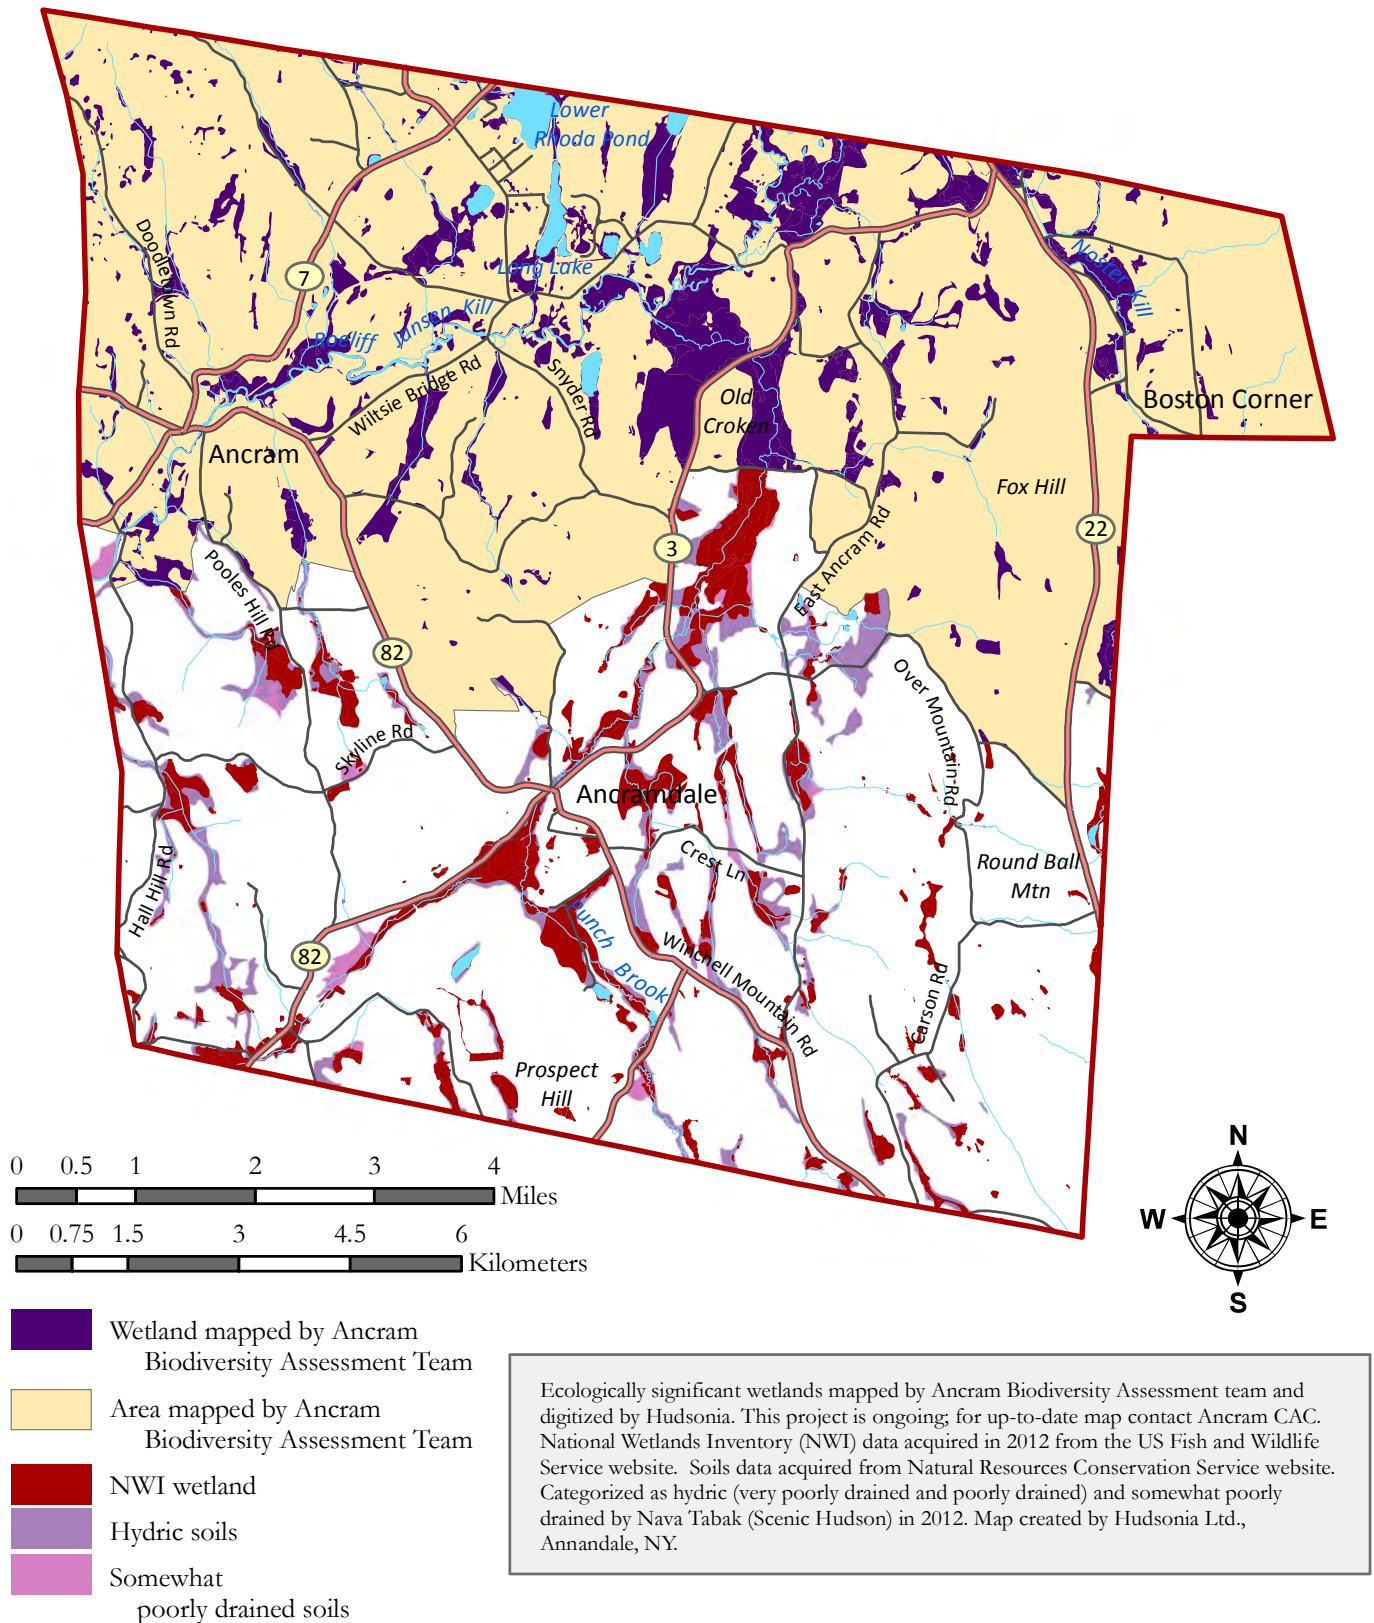 Lower
Rhoda Pond
Doodletown Rd
7
Long Lake
Noster Kill
Roeliff Jansen Kill
Wiltsie Bridge Rd
Snyder Rd
Old
Croken
Boston Corner
Ancram
Fox Hill
22
3
East Ancram Rd
Pooles Hill Rd
82
Over Mountain Rd
Skyline Rd
Ancramdale
Crest Ln
Round Ball
Mtn
Hall Hill Rd
Punch Brook
82
Winchell Mountain Rd
Carson Rd
Prospect
Hill
0 0.5 1 2 3 4
Miles
0 0.75 1.5 3 4.5 6
Kilometers
N
W E
S
Wetland mapped by Ancram
Biodiversity Assessment Team
Area mapped by Ancram
Biodiversity Assessment Team
NWI wetland
Hydric soils
Somewhat
poorly drained soils
Ecologically significant wetlands mapped by Ancram Biodiversity Assessment team and
digitized by Hudsonia. This project is ongoing; for up-to-date map contact Ancram CAC.
National Wetlands Inventory (NWI) data acquired in 2012 from the US Fish and Wildlife
Service website. Soils data acquired from Natural Resources Conservation Service website.
Categorized as hydric (very poorly drained and poorly drained) and somewhat poorly
drained by Nava Tabak (Scenic Hudson) in 2012. Map created by Hudsonia Ltd.,
Annandale, NY.